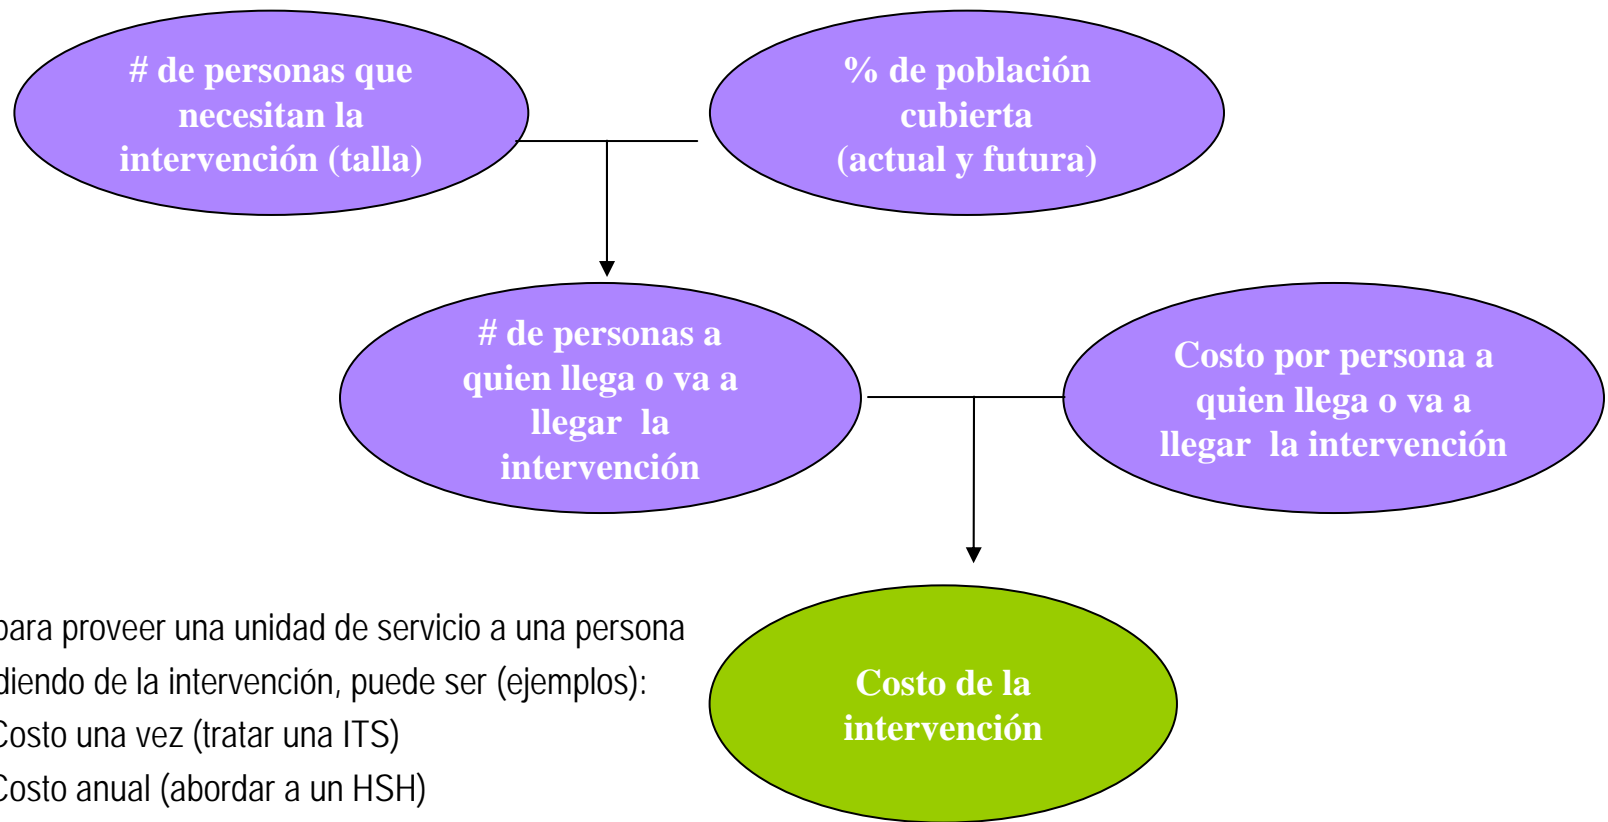 # de personas que
necesitan la
intervención (talla)
% de población
cubierta
(actual y futura)
# de personas a
quien llega o va a
llegar la
intervención
Costo por persona a
quien llega o va a
llegar la intervención
para proveer una unidad de servicio a una persona
diendo de la intervención, puede ser (ejemplos):
Costo una vez (tratar una ITS)
Costo anual (abordar a un HSH)
Costo de la
intervención